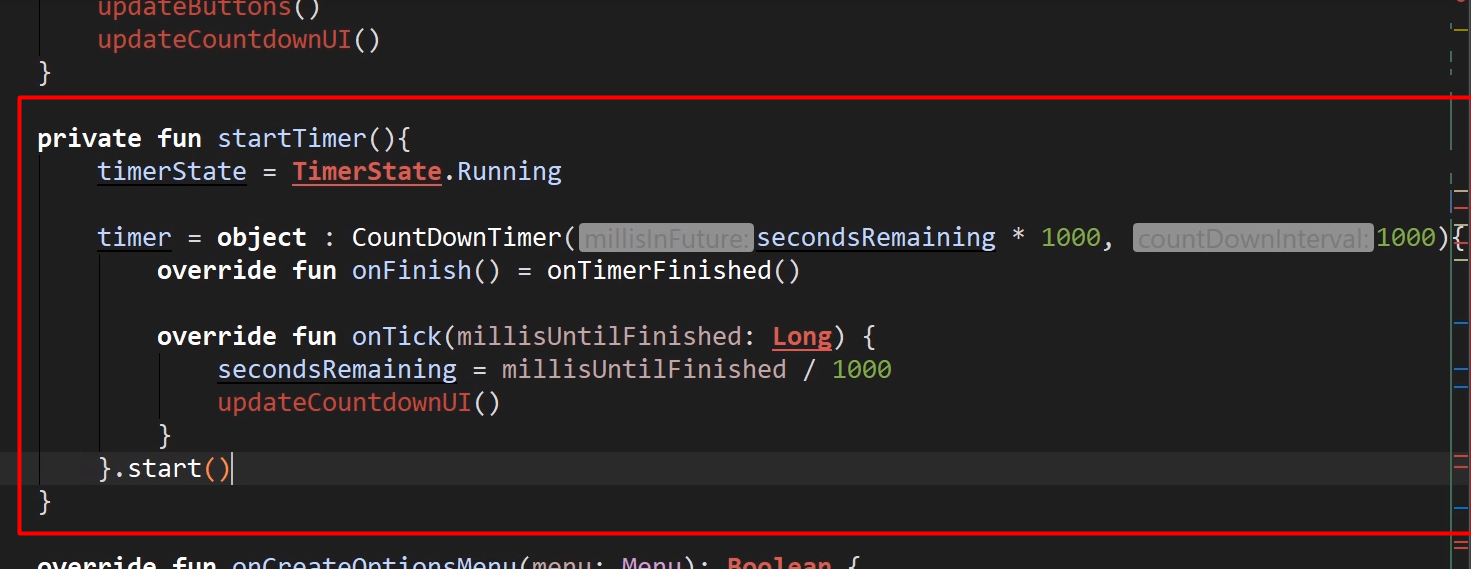 updateButtons()
updateCountdownUI()
}
private fun startTimer(){
timerState = TimerState.Running
timer = object : CountDownTimer(millisInFuture: secondsRemaining * 1000, countDownInterval: 1000){
override fun onFinish() = onTimerFinished()
override fun onTick(millisUntilFinished: Long) {
secondsRemaining = millisUntilFinished / 1000
updateCountdownUI()
}
}.start()
}
override fun onCreateOptionsMenu(menu: Menu): Boolean {